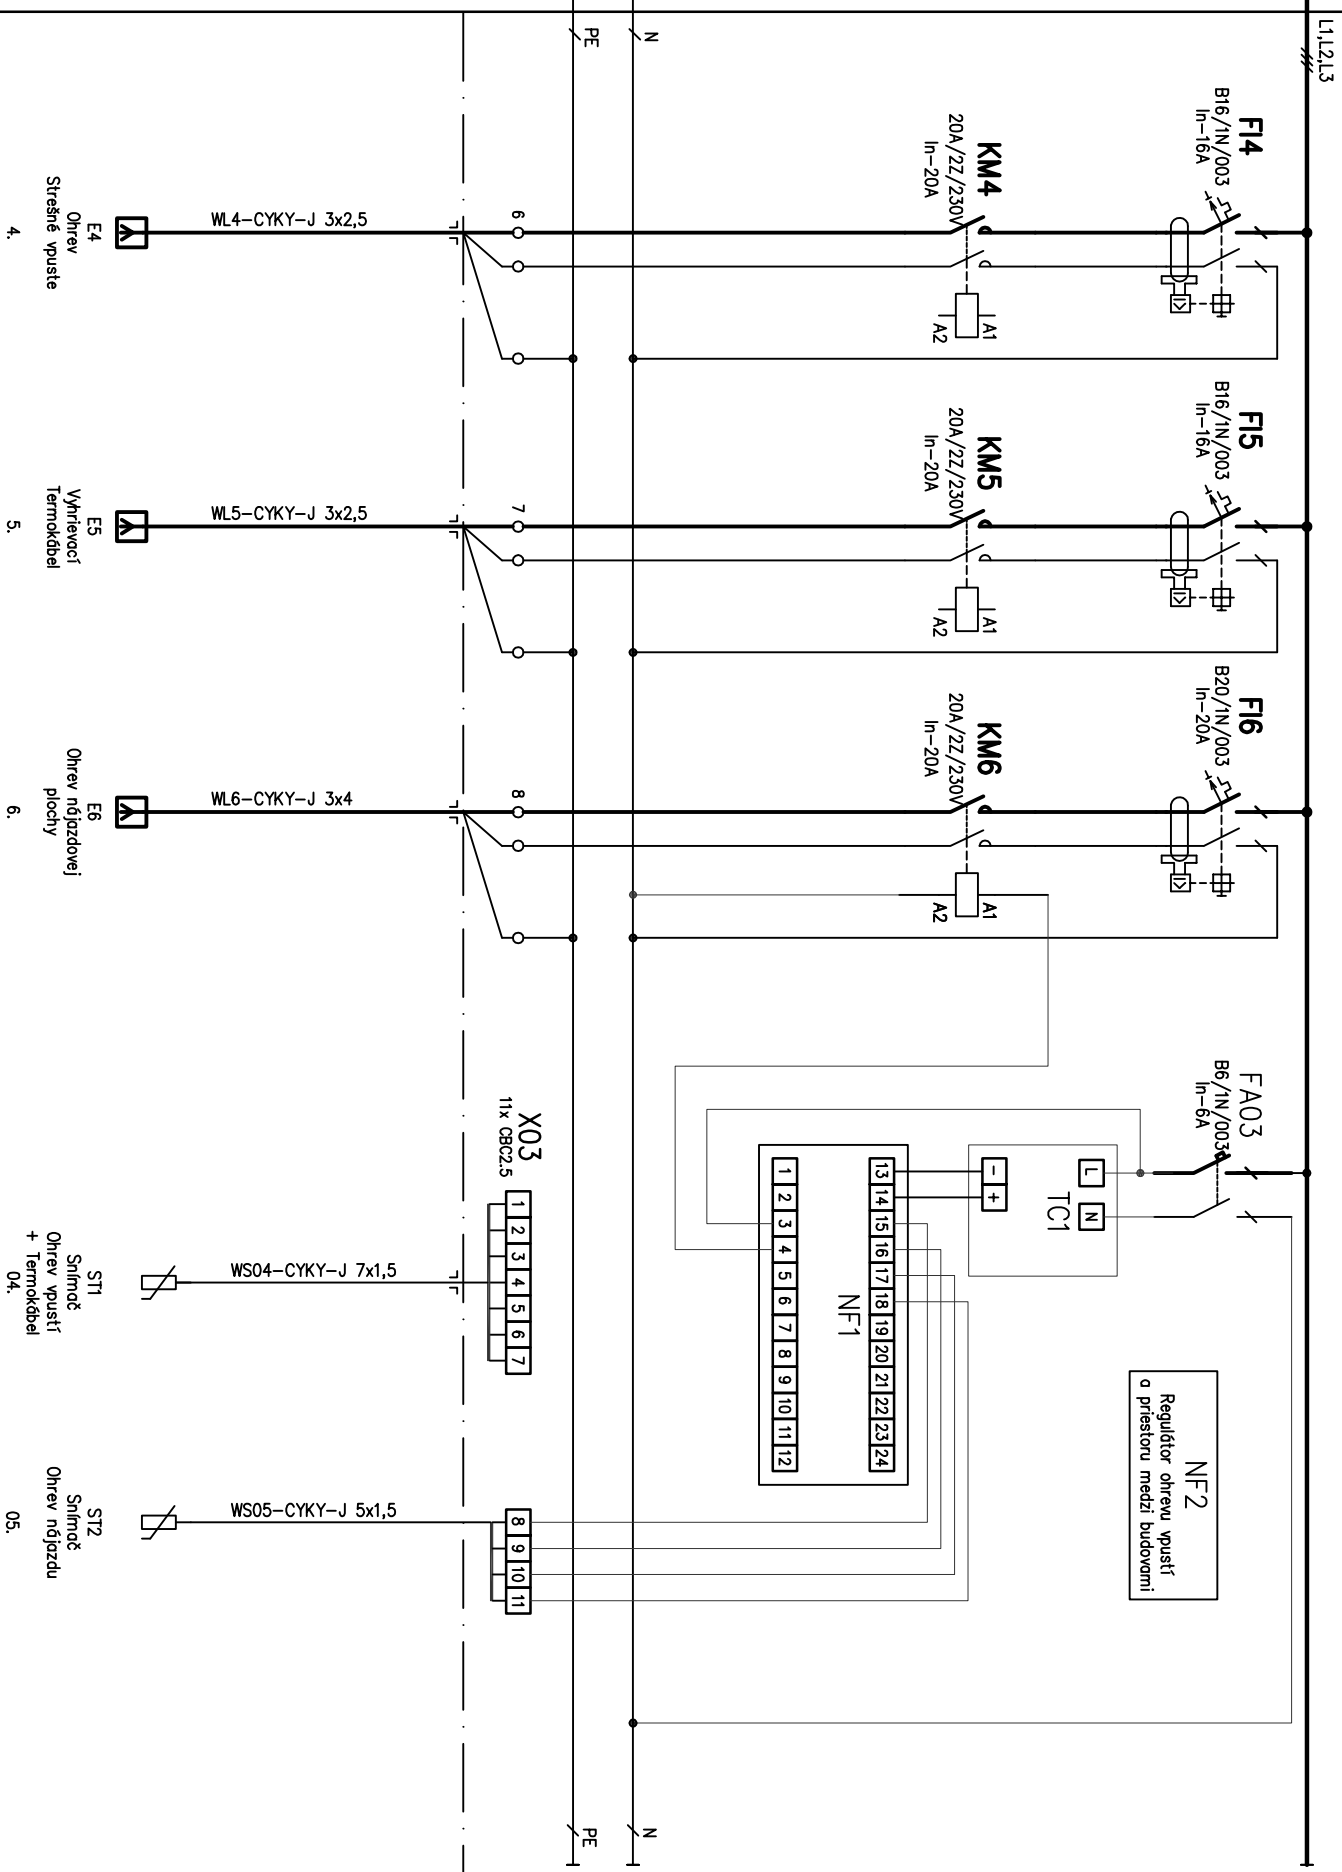 L1,L2,L3
FI4
B16/1N/003
In-16A
FI5
B16/1N/003
In-16A
FI6
B20/1N/003
In-20A
FA03
B6/1N/003
In-6A
NF2
Regulátor ohrevu vpustí
a priestoru medzi budovami
L
N
TC1
-
+
KM4
20A/2Z/230V
In-20A
A1
A2
KM5
20A/2Z/230V
In-20A
A1
A2
KM6
20A/2Z/230V
In-20A
A1
A2
13 14 15 16 17 18 19 20 21 22 23 24
NF1
1 2 3 4 5 6 7 8 9 10 11 12
N
N
PE
PE
6
7
8
X03
11x CBC2.5
1 2 3 4 5 6 7
8 9 10 11
WL4-CYKY-J 3x2,5
WL5-CYKY-J 3x2,5
WL6-CYKY-J 3x4
WS04-CYKY-J 7x1,5
WS05-CYKY-J 5x1,5
E4
Ohrev
Strešné vpuste
4.
E5
Vyhrievací
Termokábel
5.
E6
Ohrev nájazdovej
plochy
6.
ST1
Snímač
Ohrev vpustí
+ Termokábel
04.
ST2
Snímač
Ohrev nájazdu
05.